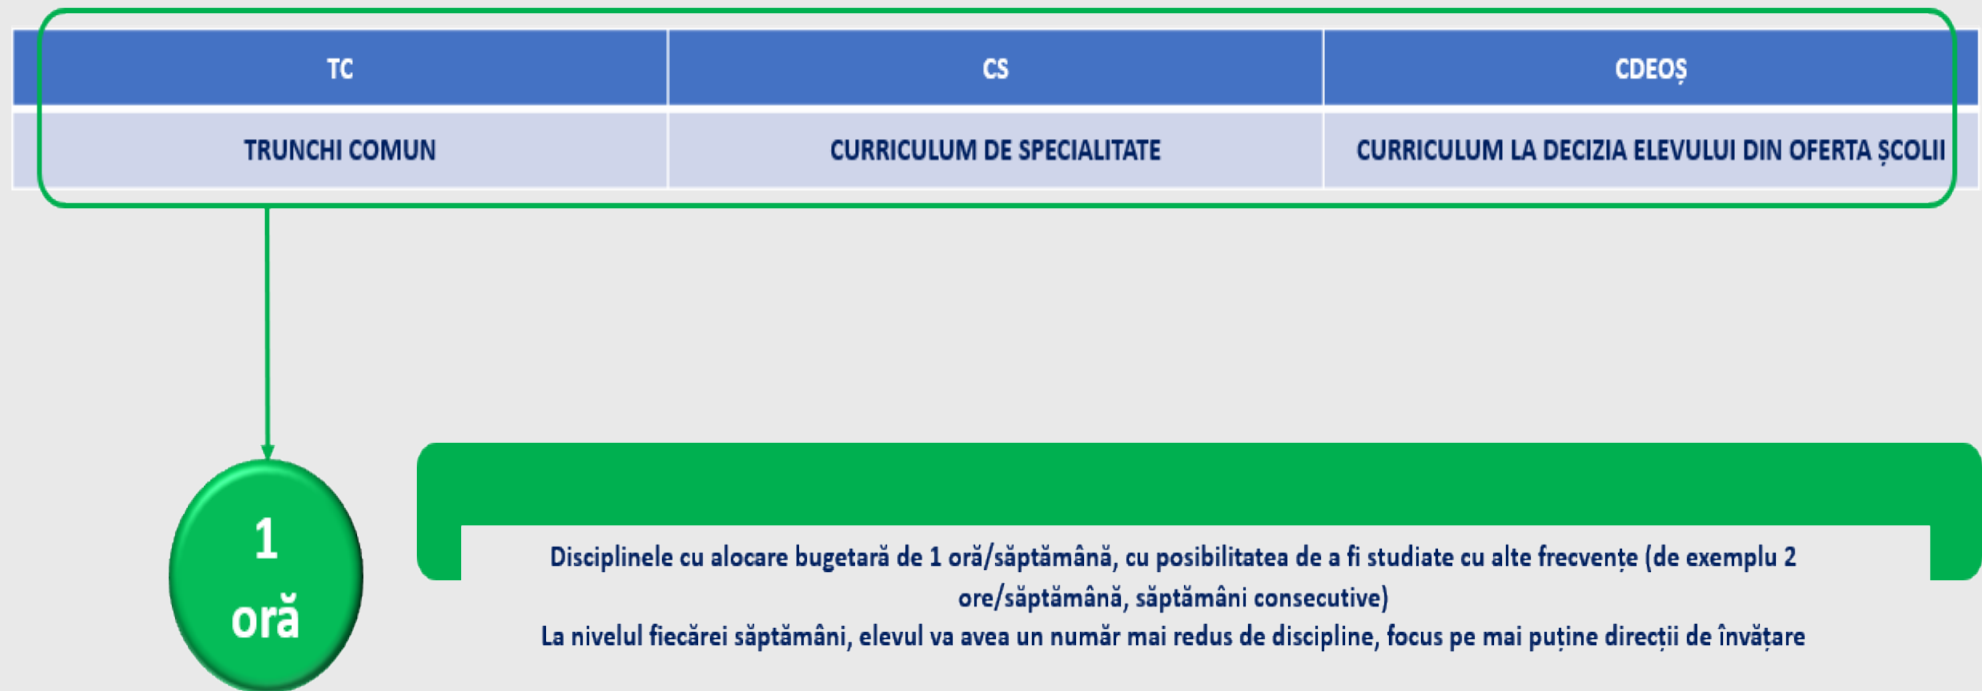 TC CS CDEOȘ
TRUNCHI COMUN CURRICULUM DE SPECIALITATE CURRICULUM LA DECIZIA ELEVULUI DIN OFERTA ȘCOLII
1
oră
Disciplinele cu alocare bugetară de 1 oră/săptămână, cu posibilitatea de a fi studiate cu alte frecvențe (de exemplu 2
ore/săptămână, săptămâni consecutive)
La nivelul fiecărei săptămâni, elevul va avea un număr mai redus de discipline, focus pe mai puține direcții de învățare